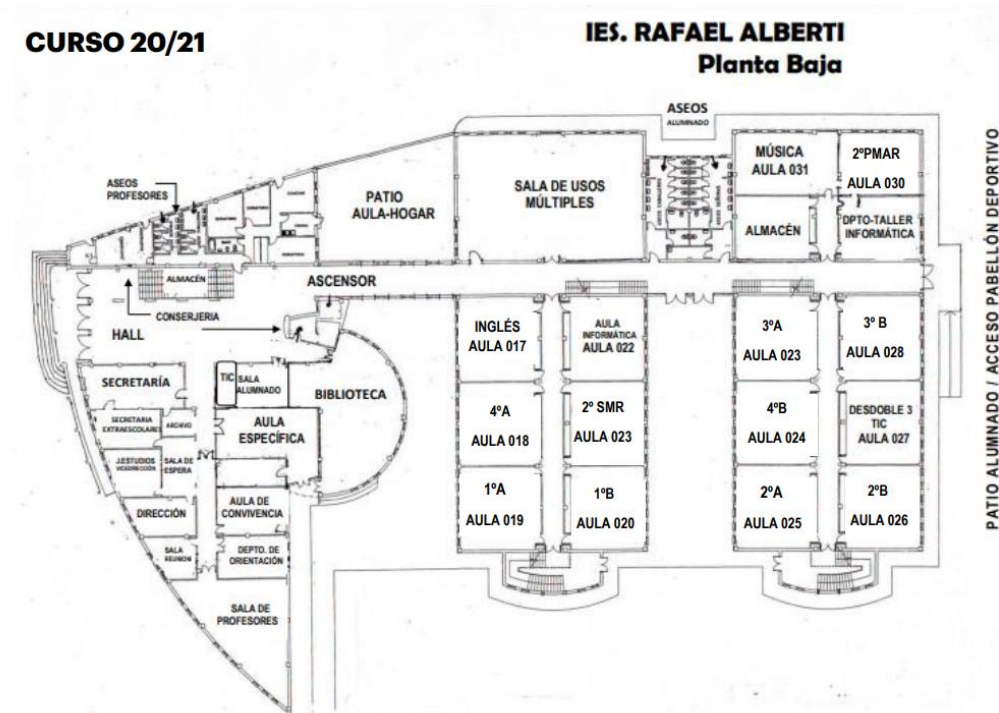 CURSO 20/21
IES. RAFAEL ALBERTI
Planta Baja
ASEOS
ALUMNADO
ASEOS
PROFESORES
PATIO
AULA-HOGAR
SALA DE USOS
MÚLTIPLES
MÚSICA
AULA 031
2ºPMAR
AULA 030
ALMACÉN
DPTO-TALLER
INFORMÁTICA
ALMACÉN
ASCENSOR
CONSERJERIA
HALL
SECRETARÍA
TIC
SALA
ALUMNADO
BIBLIOTECA
SECRETARIA
EXTRAESCOLARES
ARCHIVO
AULA
ESPECÍFICA
J.ESTUDIOS
VICEDIRECCIÓN
SALA DE
ESPERA
DIRECCIÓN
AULA DE
CONVIVENCIA
SALA
REUNION
DEPTO. DE
ORIENTACIÓN
SALA DE
PROFESORES
INGLÉS
AULA 017
AULA
INFORMÁTICA
AULA 022
4ºA
AULA 018
2º SMR
AULA 023
1ºA
AULA 019
1ºB
AULA 020
3ºA
AULA 023
3º B
AULA 028
4ºB
AULA 024
DESDOBLE 3
TIC
AULA 027
2ºA
AULA 025
2ºB
AULA 026
PATIO ALUMNADO / ACCESO PABELLÓN DEPORTIVO